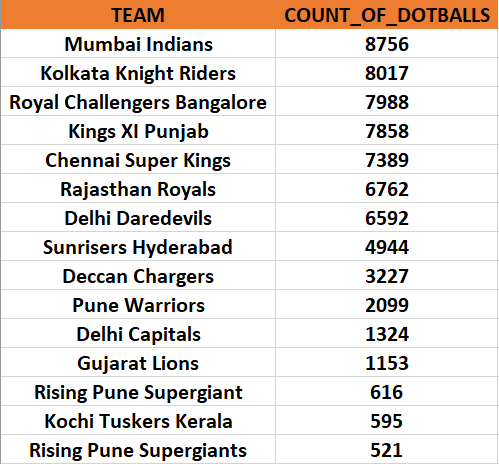 TEAM COUNT_OF_DOTBALLS
Mumbai Indians 8756
Kolkata Knight Riders 8017
Royal Challengers Bangalore 7988
Kings XI Punjab 7858
Chennai Super Kings 7389
Rajasthan Royals 6762
Delhi Daredevils 6592
Sunrisers Hyderabad 4944
Deccan Chargers 3227
Pune Warriors 2099
Delhi Capitals 1324
Gujarat Lions 1153
Rising Pune Supergiant 616
Kochi Tuskers Kerala 595
Rising Pune Supergiants 521